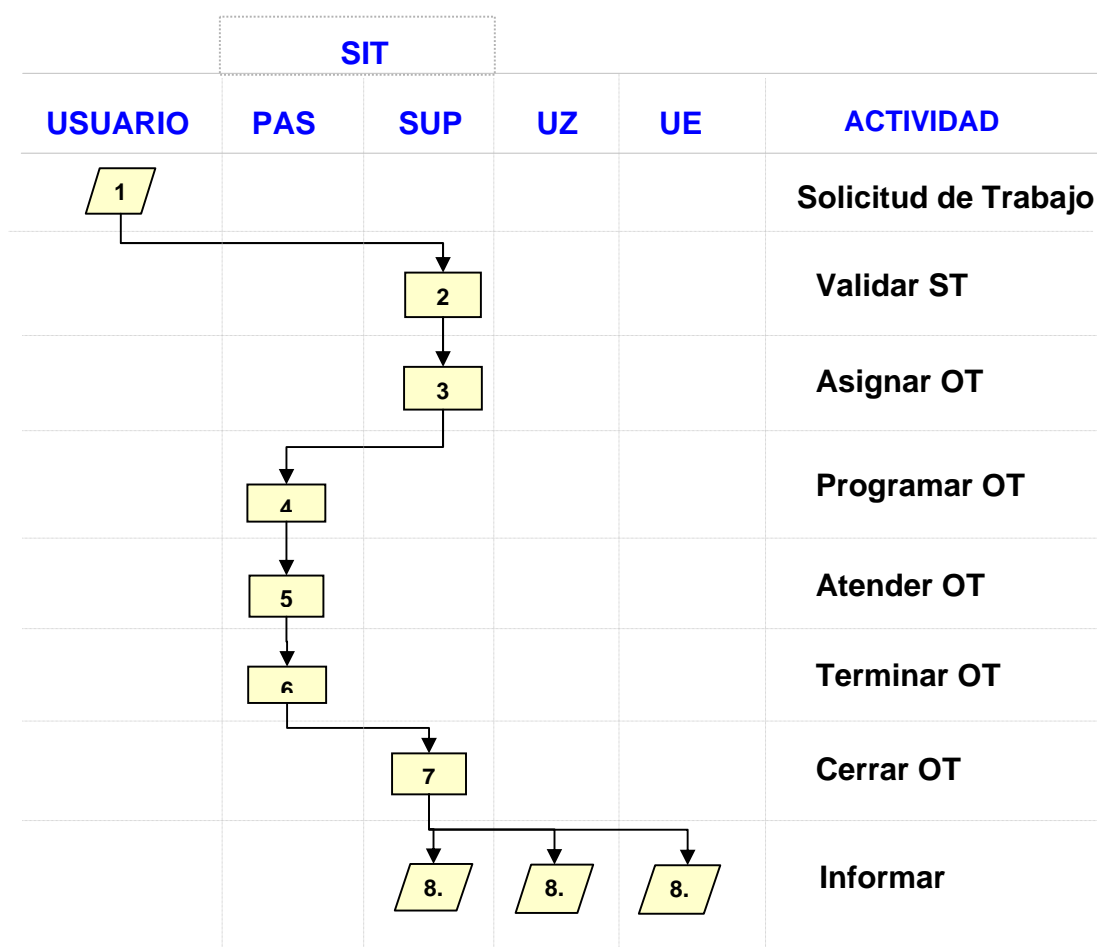 SIT
USUARIO PAS SUP UZ UE ACTIVIDAD
1 Solicitud de Trabajo
2 Validar ST
3 Asignar OT
4 Programar OT
5 Atender OT
6 Terminar OT
7 Cerrar OT
8. 8. 8. Informar